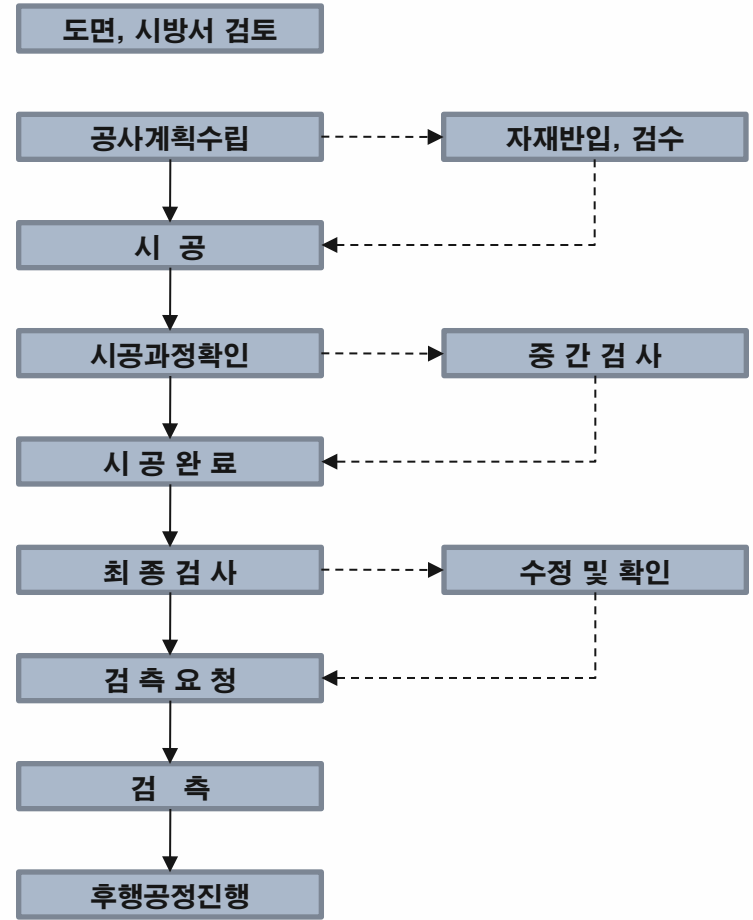 도면, 시방서 검토
공사계획수립
자재반입, 검수
시 공
시공과정확인
중 간 검 사
시 공 완 료
최 종 검 사
수정 및 확인
검 측 요 청
검 측
후행공정진행